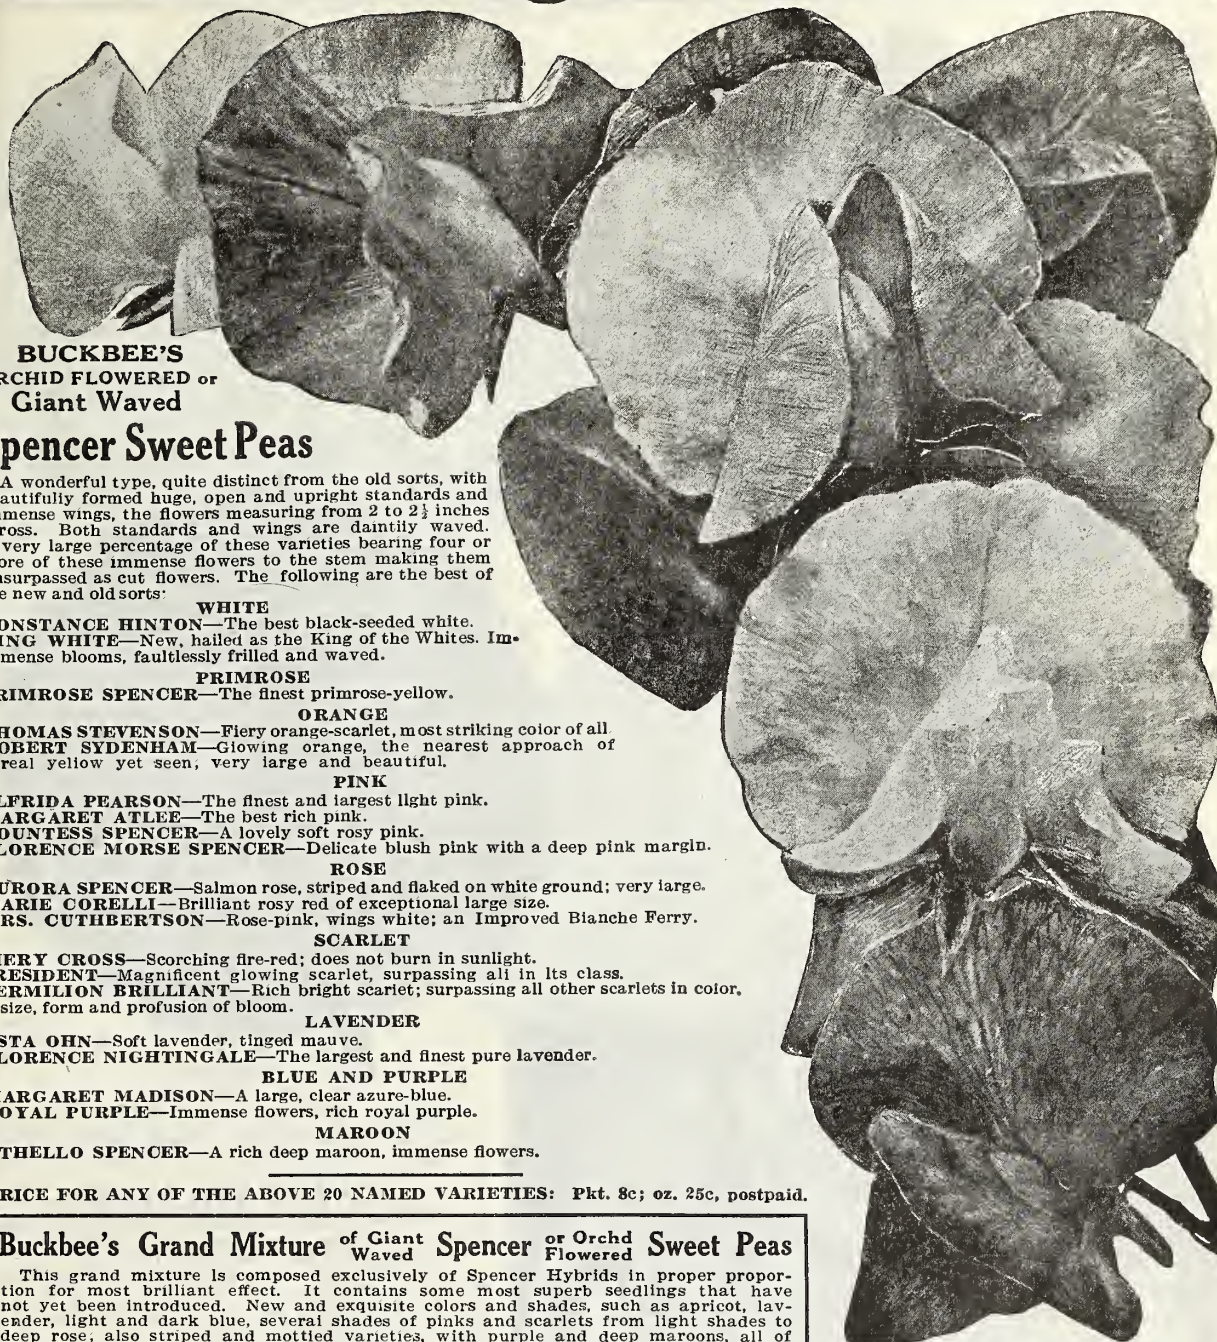 BUCKBEE'S
RCHID FLOWERED or
Giant Waved
pencer Sweet Peas
A wonderful type, quite distinct from the old sorts, with
autifully formed huge, open and upright standards and
mense wings, the flowers measuring from 2 to 2½ inches
ross. Both standards and wings are daintily waved.
very large percentage of these varieties bearing four or
ore of these immense flowers to the stem making them
nsurpassed as cut flowers. The following are the best of
e new and old sorts:
WHITE
ONSTANCE HINTON—The best black-seeded white.
ING WHITE—New, hailed as the King of the Whites. Im-
mense blooms, faultlessly frilled and waved.
PRIMROSE
RIMROSE SPENCER—The finest primrose-yellow.
ORANGE
HOMAS STEVENSON—Fiery orange-scarlet, most striking color of all.
OBERT SYDENHAM—Glowing orange, the nearest approach of
real yellow yet seen, very large and beautiful.
PINK
LFRIDA PEARSON—The finest and largest light pink.
ARGARET ATLEE—The best rich pink.
OUNTESS SPENCER—A lovely soft rosy pink.
LORENCE MORSE SPENCER—Delicate blush pink with a deep pink margin.
ROSE
URORA SPENCER—Salmon rose, striped and flaked on white ground; very large.
ARIE CORELLI—Brilliant rosy red of exceptional large size.
RS. CUTHBERTSON—Rose-pink, wings white; an Improved Blanche Ferry.
SCARLET
IERY CROSS—Scorching fire-red; does not burn in sunlight.
RESIDENT—Magnificent glowing scarlet, surpassing all in its class.
ERMILION BRILLIANT—Rich bright scarlet; surpassing all other scarlets in color,
size, form and profusion of bloom.
LAVENDER
STA OHN—Soft lavender, tinged mauve.
LORENCE NIGHTINGALE—The largest and finest pure lavender.
BLUE AND PURPLE
ARGARET MADISON—A large, clear azure-blue.
OYAL PURPLE—Immense flowers, rich royal purple.
MAROON
THELLO SPENCER—A rich deep maroon, immense flowers.
RICE FOR ANY OF THE ABOVE 20 NAMED VARIETIES: Pkt. 8c; oz. 25c, postpaid.
Buckbee's Grand Mixture of Giant Waved Spencer or Orchd Flowered Sweet Peas
This grand mixture is composed exclusively of Spencer Hybrids in proper propor-
tion for most brilliant effect. It contains some most superb seedlings that have
not yet been introduced. New and exquisite colors and shades, such as apricot, lav-
ender, light and dark blue, several shades of pinks and scarlets from light shades to
deep rose, also striped and mottled varieties, with purple and deep maroons, all of